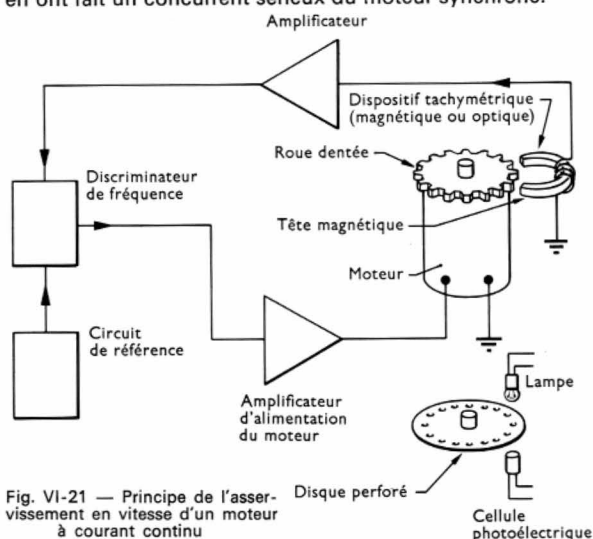 en ont fait un concurrent sérieux du moteur synchrone.
Amplificateur
Dispositif tachymétrique
(magnétique ou optique)
Roue dentée
Discriminateur
de fréquence
Tête magnétique
Moteur
Circuit
de référence
Lampe
Amplificateur
d'alimentation
du moteur
Fig. VI-21 — Principe de l'asser-
vissement en vitesse d'un moteur
à courant continu
Disque perforé
Cellule
photoélectrique